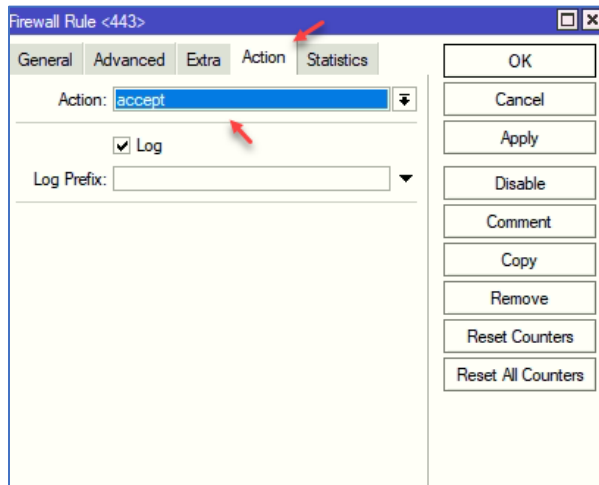 Firewall Rule <443>
General Advanced Extra Action Statistics
Action: accept
Log
Log Prefix:
OK
Cancel
Apply
Disable
Comment
Copy
Remove
Reset Counters
Reset All Counters